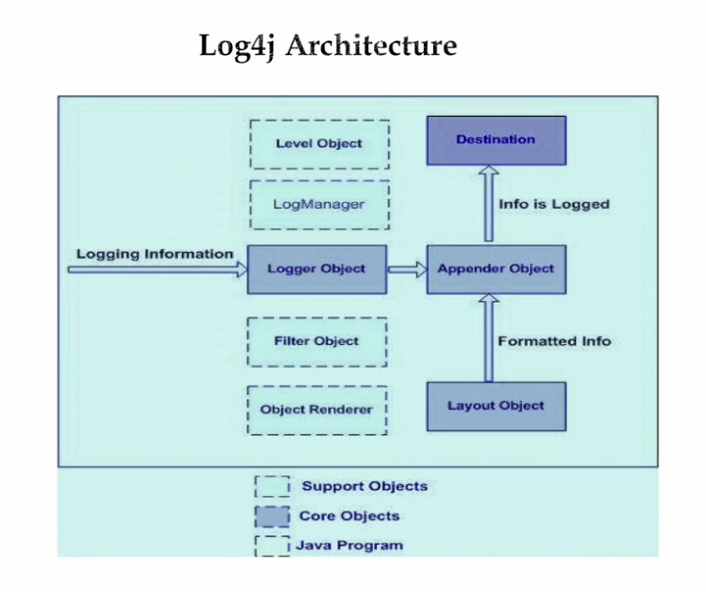 Log4j Architecture
Level Object
Destination
LogManager
Info is Logged
Logging Information
Logger Object
Appender Object
Filter Object
Formatted Info
Object Renderer
Layout Object
Support Objects
Core Objects
Java Program